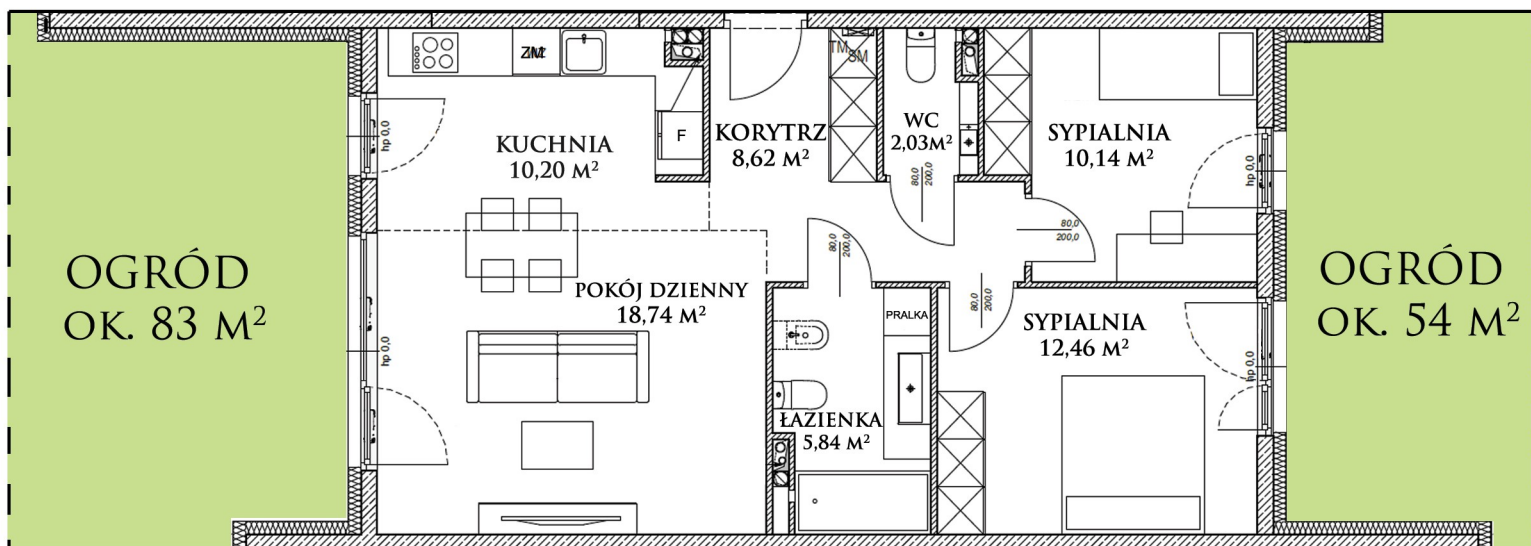 ZM
TM
SM
F
KUCHNIA
10,20 M²
KORYTRZ
8,62 M²
WC
2,03M²
SYPIALNIA
10,14 M²
hp 0,0
hp 0,0
80,0
200,0
80,0
200,0
80,0
200,0
80,0
200,0
OGRÓD
OK. 83 M²
POKÓJ DZIENNY
18,74 M²
hp 0,0
PRALKA
ŁAZIENKA
5,84 M²
SYPIALNIA
12,46 M²
hp 0,0
OGRÓD
OK. 54 M²